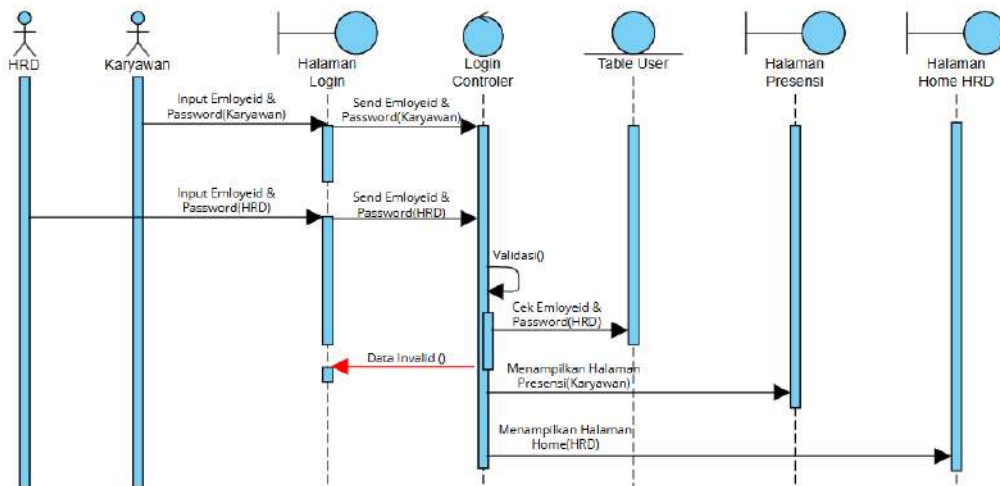 HRD
Karyawan
Halaman
Login
Login
Controler
Table User
Halaman
Presensi
Halaman
Home HRD
Input Emloyeid &
Password(Karyawan)
Send Emloyeid &
Password(Karyawan)
Input Emloyeid &
Password(HRD)
Send Emloyeid &
Password(HRD)
Validasi()
Cek Emloyeid &
Password(HRD)
Data Invalid ()
Menampilkan Halaman
Presensi(Karyawan)
Menampilkan Halaman
Home(HRD)